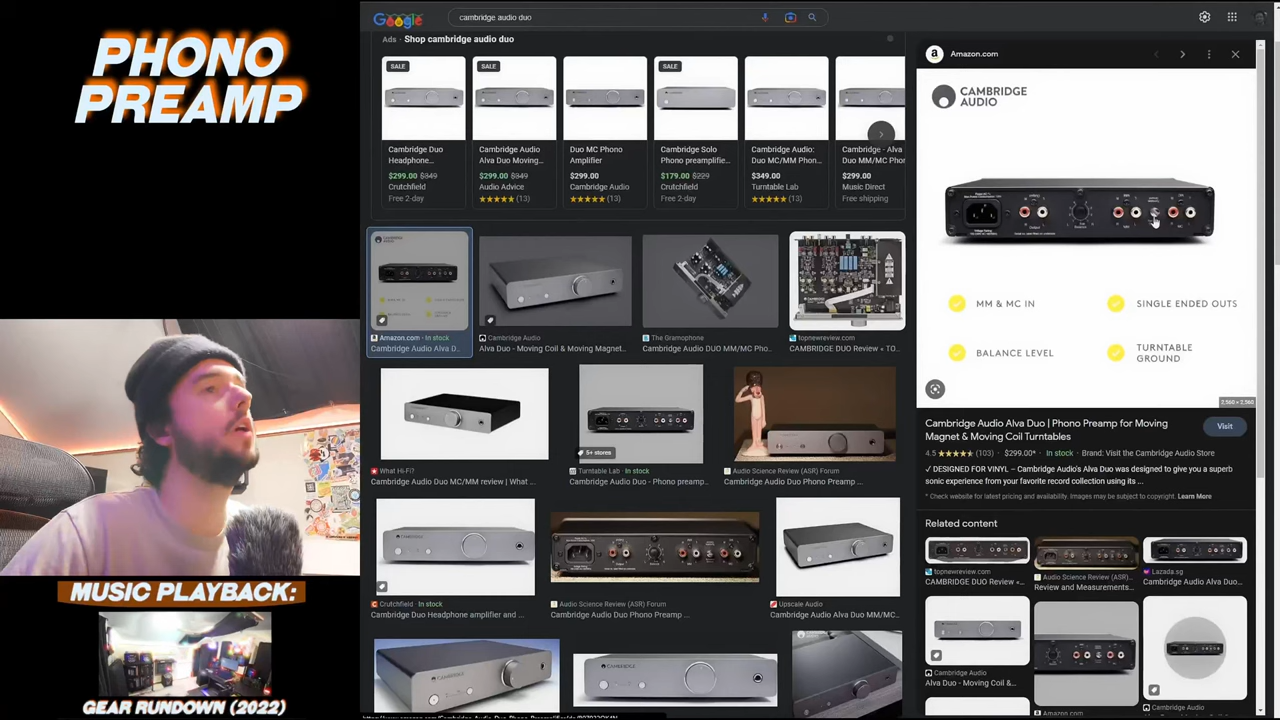 PHONO
PREAMP
MUSIC PLAYBACK:
GEAR RUNDOWN (2022)
Google
cambridge audio duo
Ads · Shop cambridge audio duo
SALE
SALE
SALE
Cambridge Duo
Headphone...
$299.00 $349
Crutchfield
Free 2-day
Cambridge Audio
Alva Duo Moving...
$299.00 $349
Audio Advice
(13)
Duo MC Phono
Amplifier
$299.00
Cambridge Audio
(13)
Cambridge Solo
Phono preamplifie...
$179.00 $229
Crutchfield
Free 2-day
Cambridge Audio:
Duo MC/MM Phon...
$349.00
Turntable Lab
(13)
Cambridge - Alva
Duo MM/MC Phon
$299.00
Music Direct
Free shipping
Amazon.com · In stock
Cambridge Audio Alva D...
Cambridge Audio
Alva Duo - Moving Coil & Moving Magnet...
The Gramophone
Cambridge Audio DUO MM/MC Pho...
topnewreview.com
CAMBRIDGE DUO Review « TO...
What Hi-Fi?
Cambridge Audio Duo MC/MM review | What ...
5+ stores
Turntable Lab · In stock
Cambridge Audio Duo - Phono preamp...
Audio Science Review (ASR) Forum
Cambridge Audio Duo Phono Preamp ...
Crutchfield · In stock
Cambridge Duo Headphone amplifier and ...
Audio Science Review (ASR) Forum
Cambridge Audio Duo Phono Preamp ...
Upscale Audio
Cambridge Audio Alva Duo MM/MC...
Amazon.com
CAMBRIDGE
AUDIO
MM & MC IN
SINGLE ENDED OUTS
BALANCE LEVEL
TURNTABLE
GROUND
2,560 × 2,560
Cambridge Audio Alva Duo | Phono Preamp for Moving
Magnet & Moving Coil Turntables
Visit
4.5 (103) · $299.00* · In stock · Brand: Visit the Cambridge Audio Store
✓ DESIGNED FOR VINYL – Cambridge Audio's Alva Duo was designed to give you a superb
sonic experience from your favorite record collection using its ...
* Check website for latest pricing and availability. Images may be subject to copyright. Learn More
Related content
topnewreview.com
CAMBRIDGE DUO Review «...
Audio Science Review (ASR)...
Review and Measurements...
Lazada.sg
Cambridge Audio Alva Duo...
Cambridge Audio
Alva Duo - Moving Coil &...
Cambridge Audio